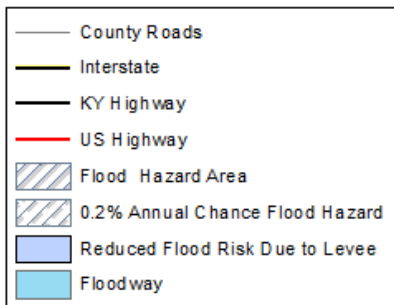 County Roads
Interstate
KY Highway
US Highway
Flood Hazard Area
0.2% Annual Chance Flood Hazard
Reduced Flood Risk Due to Levee
Floodway